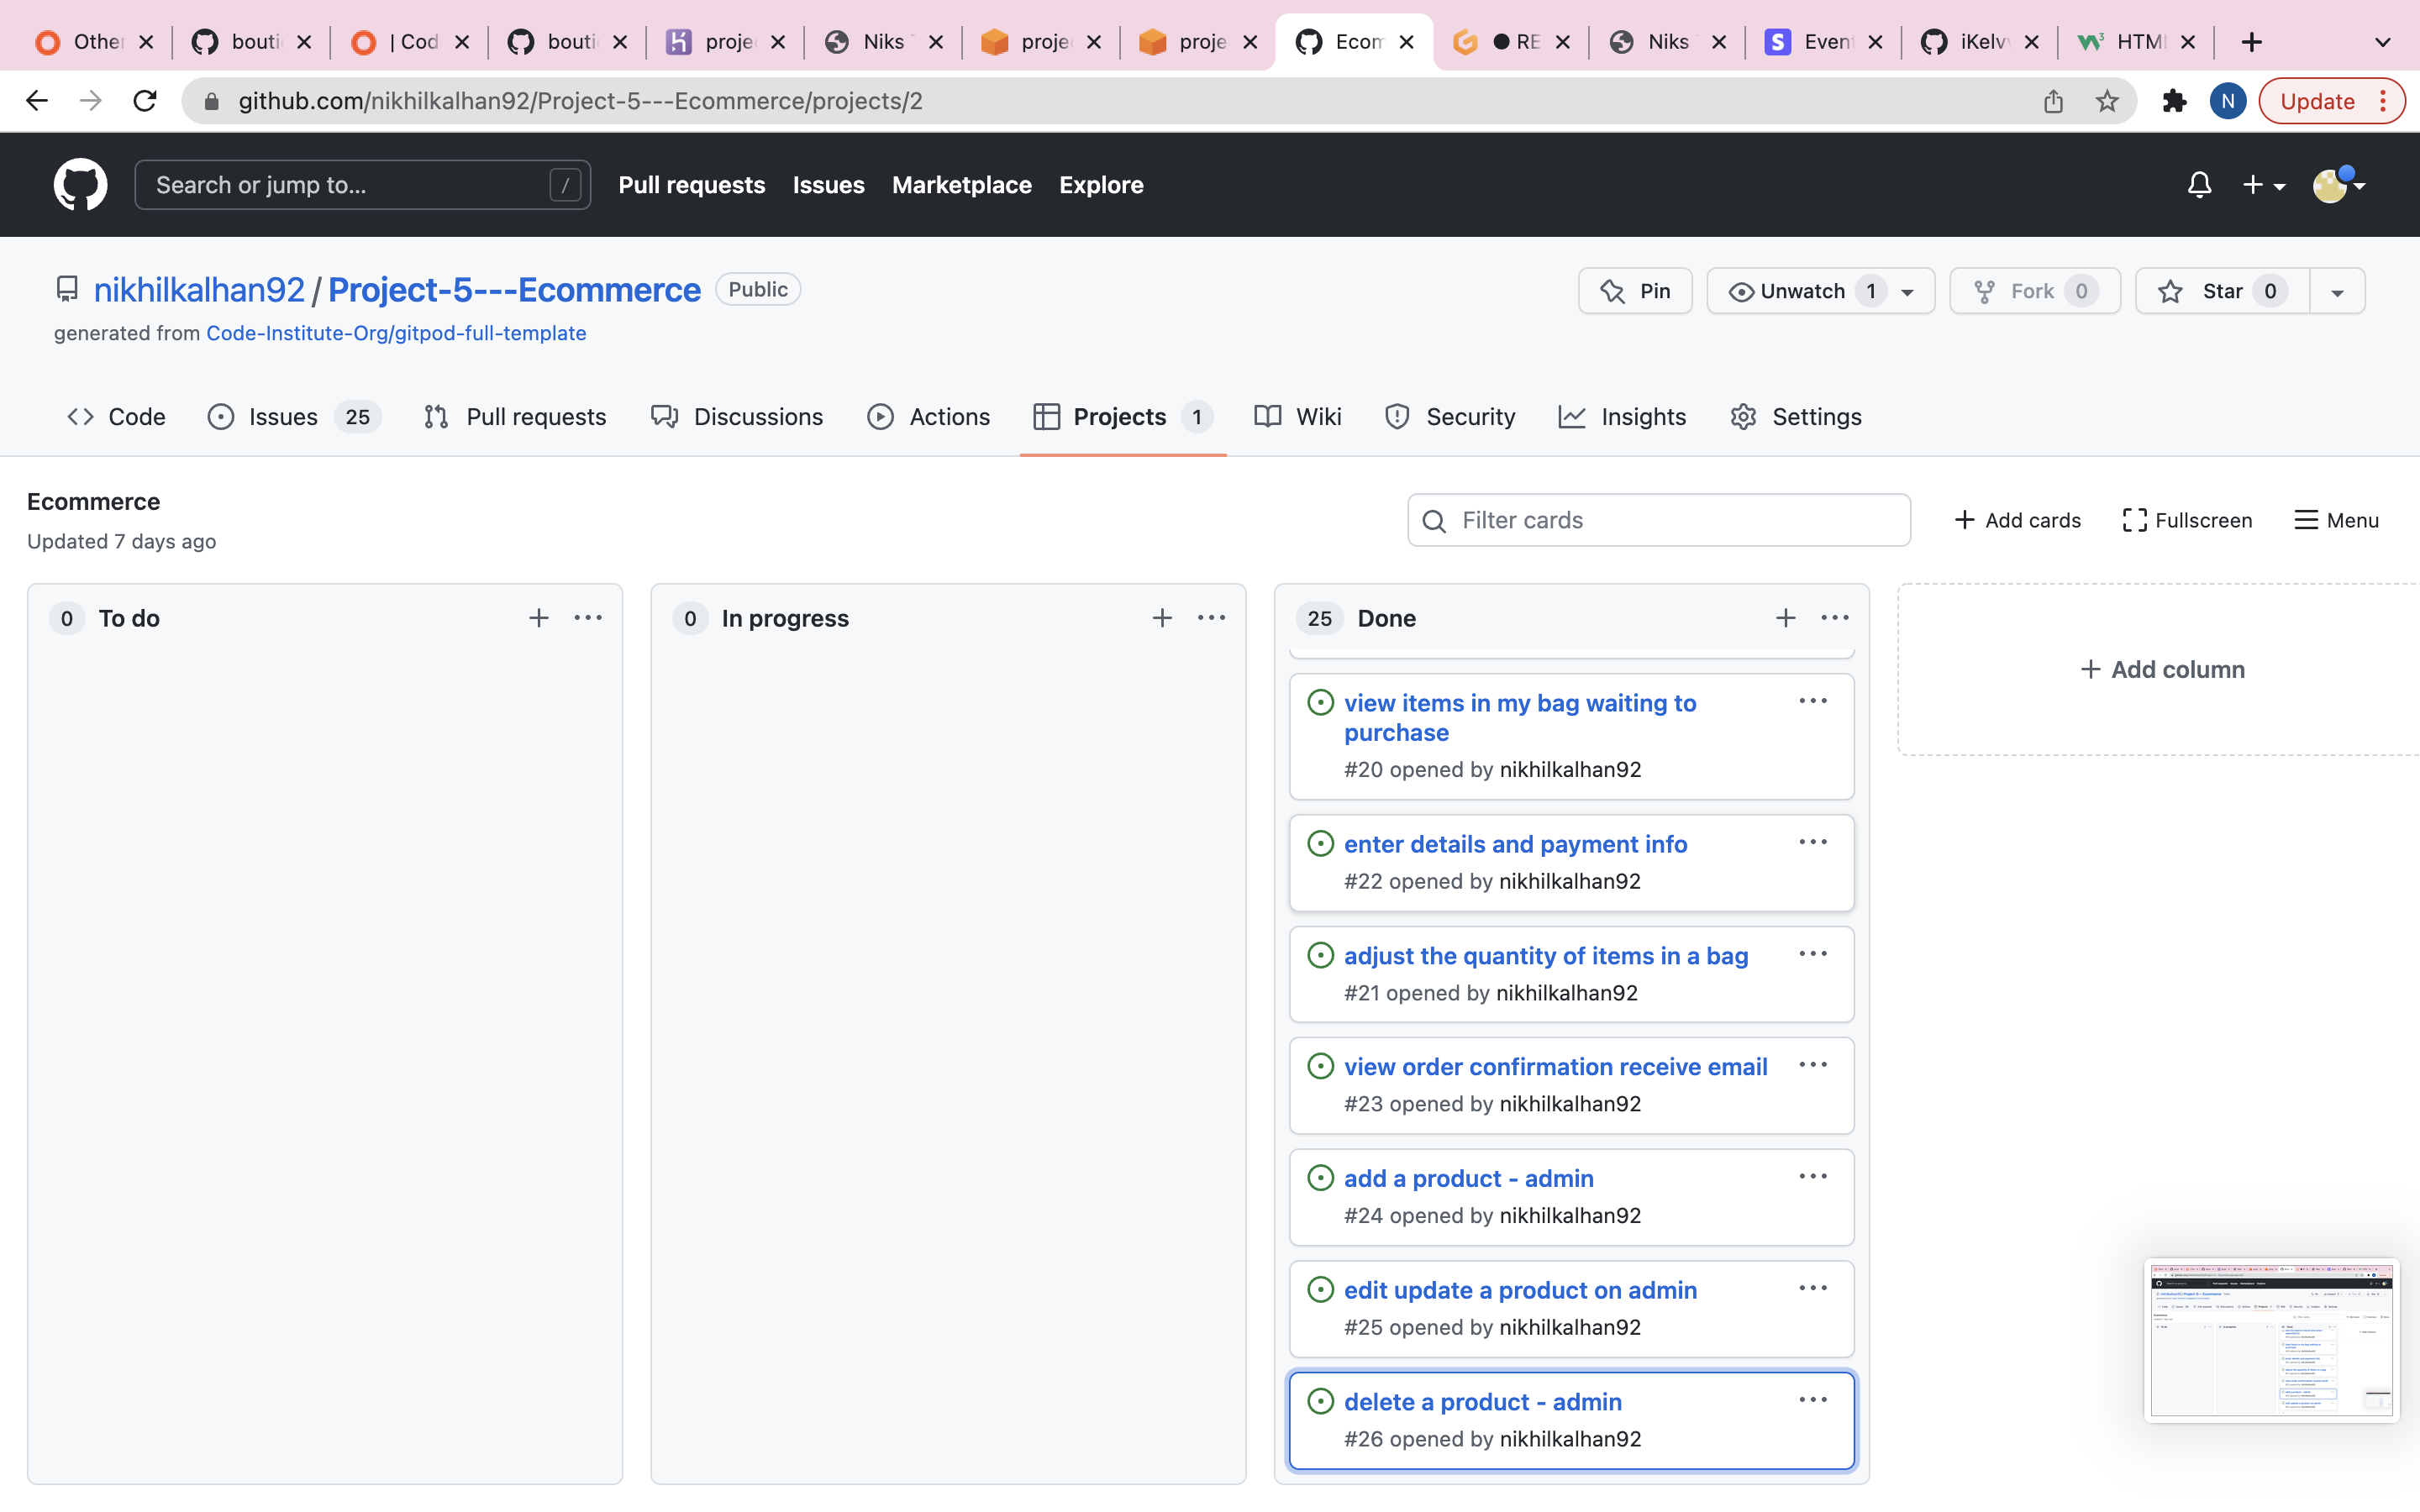 Other
bouti
| Cod
bouti
proje
Niks
proje
proje
Ecom
RE
Niks
Even
iKelv
HTML
github.com/nikhilkalhan92/Project-5---Ecommerce/projects/2
N
Update
Search or jump to...
/
Pull requests
Issues
Marketplace
Explore
nikhilkalhan92 / Project-5---Ecommerce
Public
Pin
Unwatch 1
Fork 0
Star 0
generated from Code-Institute-Org/gitpod-full-template
Code
Issues 25
Pull requests
Discussions
Actions
Projects 1
Wiki
Security
Insights
Settings
Ecommerce
Updated 7 days ago
Filter cards
+ Add cards
Fullscreen
Menu
0 To do
0 In progress
25 Done
+ Add column
view items in my bag waiting to
purchase
#20 opened by nikhilkalhan92
enter details and payment info
#22 opened by nikhilkalhan92
adjust the quantity of items in a bag
#21 opened by nikhilkalhan92
view order confirmation receive email
#23 opened by nikhilkalhan92
add a product - admin
#24 opened by nikhilkalhan92
edit update a product on admin
#25 opened by nikhilkalhan92
delete a product - admin
#26 opened by nikhilkalhan92